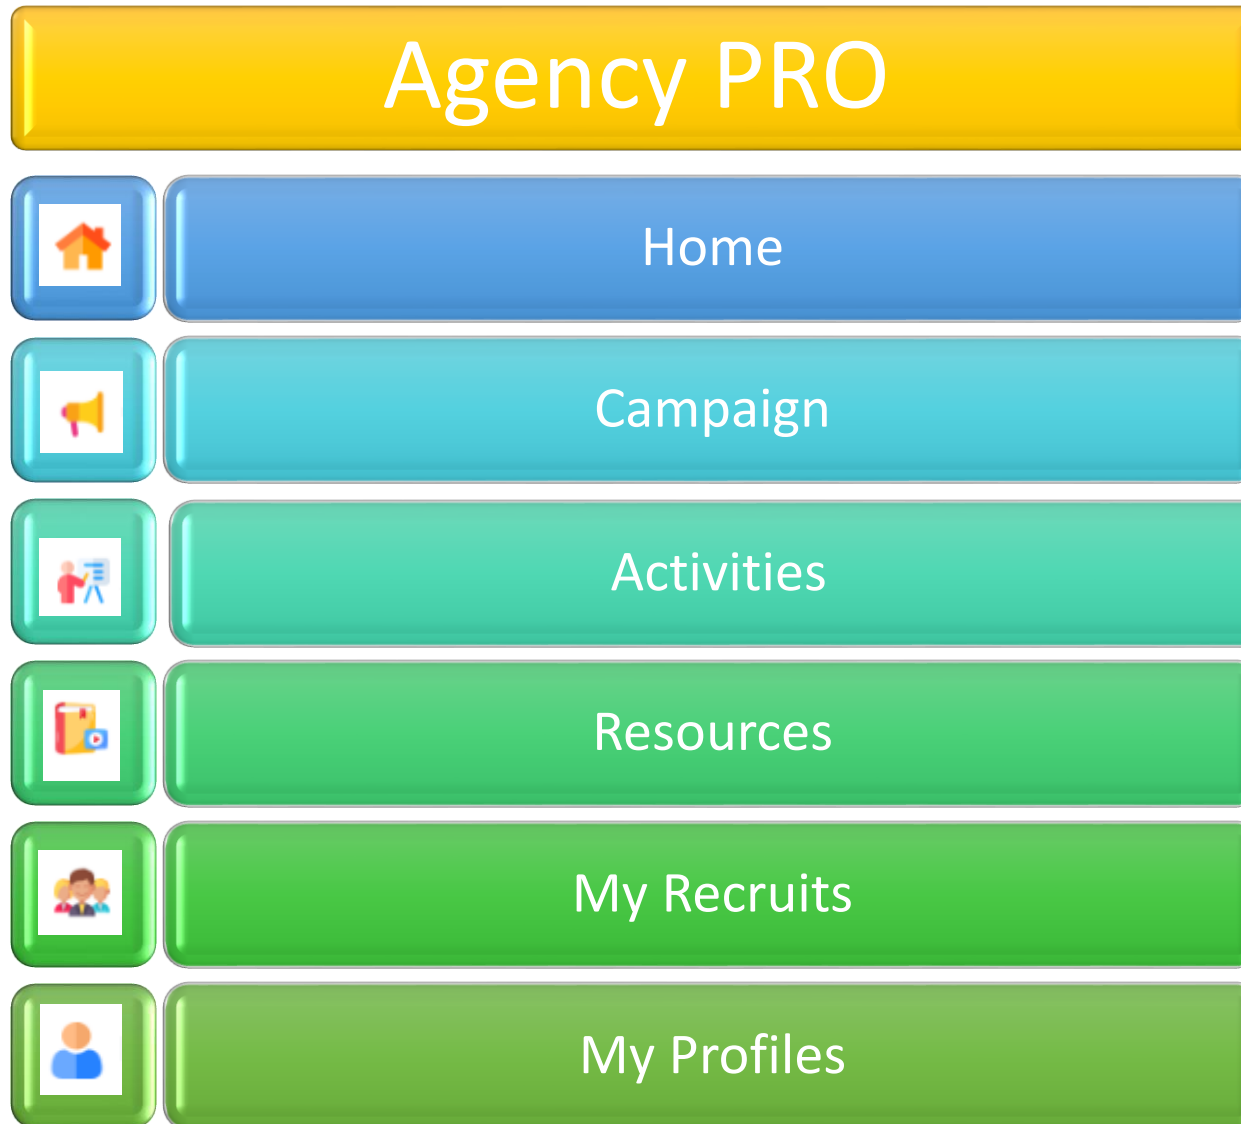 Agency PRO
Home
Campaign
Activities
Resources
My Recruits
My Profiles